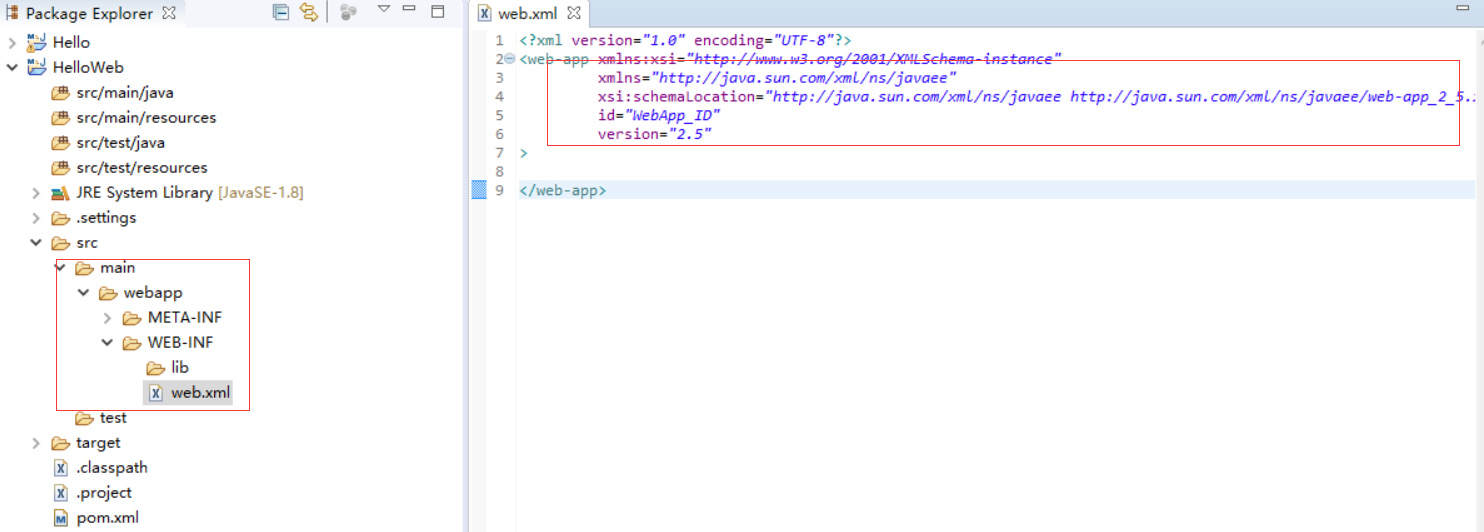 Package Explorer
Hello
HelloWeb
src/main/java
src/main/resources
src/test/java
src/test/resources
JRE System Library [JavaSE-1.8]
.settings
src
main
webapp
META-INF
WEB-INF
lib
web.xml
test
target
.classpath
.project
pom.xml
web.xml
1 <?xml version="1.0" encoding="UTF-8"?>
2 <web-app xmlns:xsi="http://www.w3.org/2001/XMLSchema-instance"
3 xmlns="http://java.sun.com/xml/ns/javaee"
4 xsi:schemaLocation="http://java.sun.com/xml/ns/javaee http://java.sun.com/xml/ns/javaee/web-app_2_5.
5 id="WebApp_ID"
6 version="2.5"
7 >
8
9 </web-app>